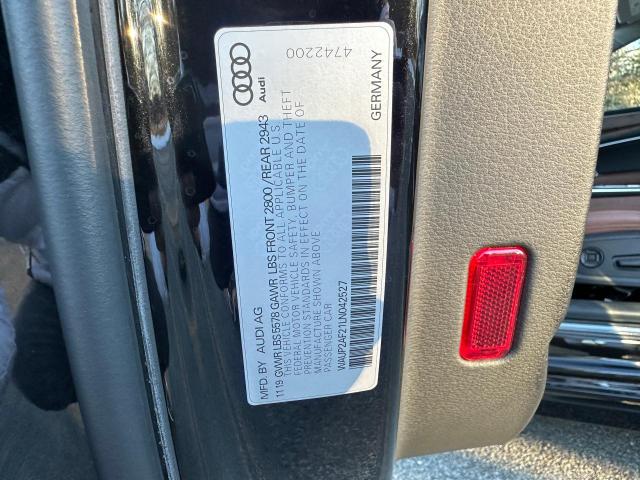 MFD. BY AUDI AG
11 19 GVWR LBS 5578 GAWR LBS FRONT 2800 / REAR 2943
THIS VEHICLE CONFORMS TO ALL APPLICABLE U S
FEDERAL MOTOR VEHICLE SAFETY, BUMPER AND THEFT
PREVENTION STANDARDS IN EFFECT ON THE DATE OF
MANUFACTURE SHOWN ABOVE
PASSENGER CAR
WAUP2AF21LN042527
4742200
Audi
GERMANY